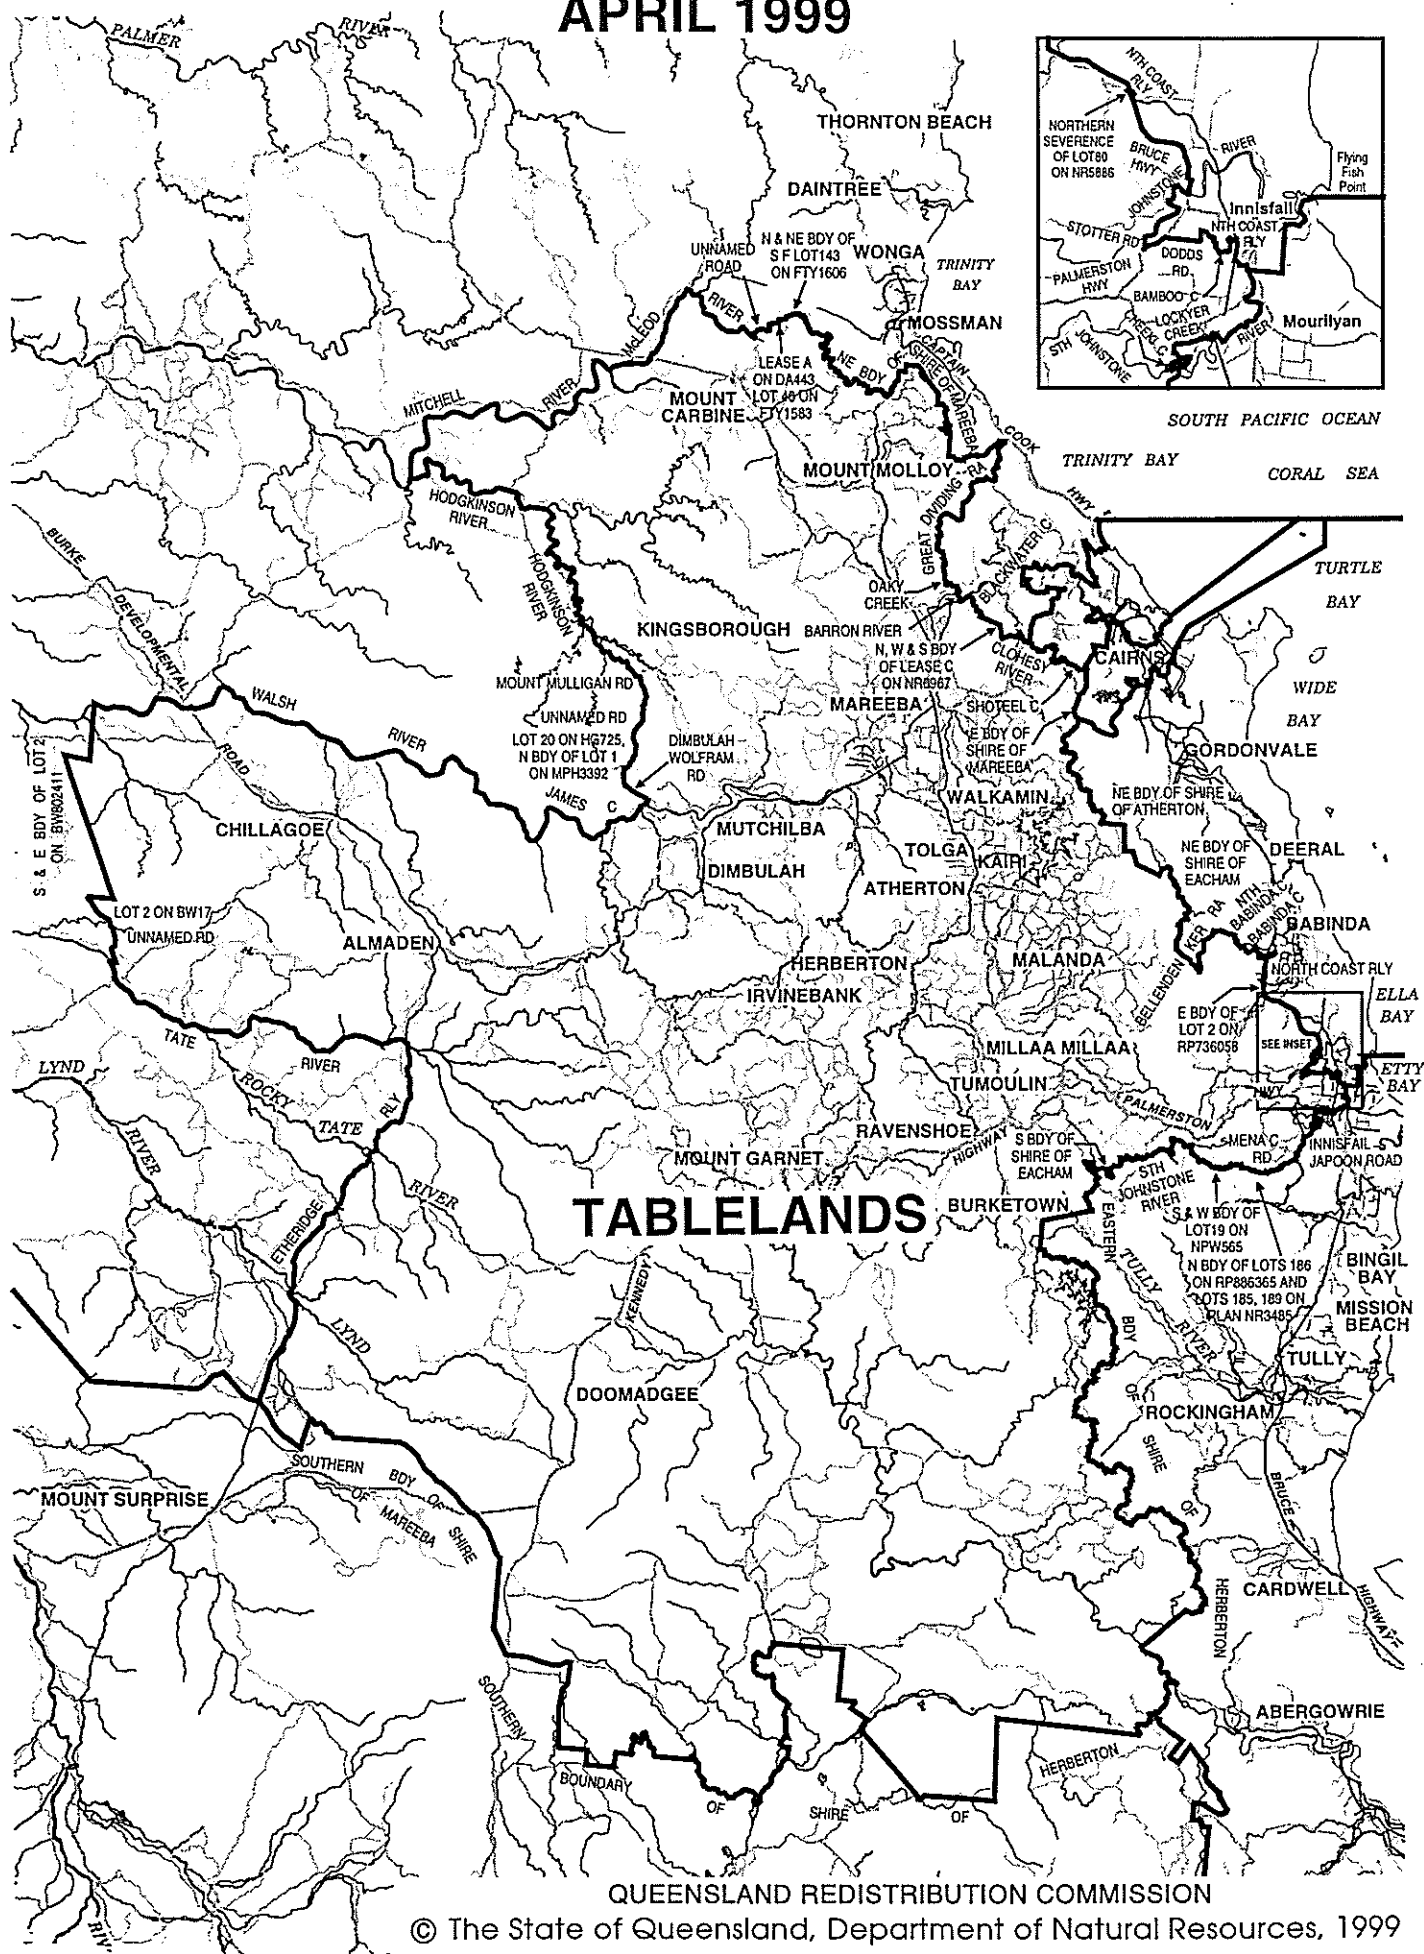 APRIL 1999
PALMER
RIVER
THORNTON BEACH
DAINTREE
WONGA
TRINITY
BAY
UNNAMED
ROAD
N & NE BDY OF
S F LOT143
ON FTY1606
McLEOD
RIVER
MOSSMAN
LEASE A
ON DA443
LOT 46 ON
FTY1583
NE BDY OF
SHIRE OF MAREEBA
CAPTAIN
COOK
HWY
MITCHELL
RIVER
MOUNT
CARBINE
MOUNT MOLLOY
GREAT DIVIDING RA
NTH COAST
RLY
NORTHERN
SEVERENCE
OF LOT80
ON NR5886
BRUCE
HWY
RIVER
JOHNSTONE
Flying
Fish
Point
Innisfail
STOTTER RD
NTH COAST
RLY
DODDS
RD
PALMERSTON
HWY
BAMBOO C
LOCKYER
CREEK
CREEK
STH JOHNSTONE
RIVER
Mourilyan
SOUTH PACIFIC OCEAN
TRINITY BAY
CORAL SEA
TURTLE
BAY
WIDE
BAY
HODGKINSON
RIVER
HODGKINSON
RIVER
BURKE
DEVELOPMENTAL
ROAD
OAKY
CREEK
BLACKWATER C
BARRON RIVER
KINGSBOROUGH
N, W & S BDY
OF LEASE C
ON NR6967
CLOHESY
RIVER
CAIRNS
MOUNT MULLIGAN RD
UNNAMED RD
LOT 20 ON HG725,
N BDY OF LOT 1
ON MPH3392
DIMBULAH
WOLFRAM
RD
JAMES C
MAREEBA
SHOTEEL C
E BDY OF
SHIRE OF
MAREEBA
GORDONVALE
WALSH
RIVER
S & E BDY OF LOT 2
ON BW802411
CHILLAGOE
WALKAMIN
NE BDY OF SHIRE
OF ATHERTON
MUTCHILBA
DIMBULAH
TOLGA
KAIRI
ATHERTON
NE BDY OF
SHIRE OF
EACHAM
DEERAL
NTH
BABINDA C
BABINDA C
BABINDA
BELLENDEN KER RA
LOT 2 ON BW17
UNNAMED RD
ALMADEN
HERBERTON
IRVINEBANK
MALANDA
NORTH COAST RLY
ELLA
BAY
E BDY OF
LOT 2 ON
RP736058
SEE INSET
ETTY
BAY
TATE
RIVER
LYND
RIVER
ROCKY
TATE
RIVER
ETHERIDGE
RLY
MILLAA MILLAA
TUMOULIN
PALMERSTON
HWY
RAVENSHOE
HIGHWAY
MOUNT GARNET
S BDY OF
SHIRE OF
EACHAM
MENA C
RD
INNISFAIL S
JAPOON ROAD
STH
JOHNSTONE
RIVER
TABLELANDS
BURKETOWN
S & W BDY OF
LOT19 ON
NPW565
N BDY OF LOTS 186
ON RP886365 AND
LOTS 185, 189 ON
PLAN NR3485
BINGIL
BAY
MISSION
BEACH
TULLY
RIVER
TULLY
EASTERN
BDY
OF
SHIRE
OF
HERBERTON
KENNEDY
LYND
DOOMADGEE
ROCKINGHAM
BRUCE
HIGHWAY
SOUTHERN BDY OF SHIRE
OF MAREEBA
MOUNT SURPRISE
CARDWELL
ABERGOWRIE
SOUTHERN
BOUNDARY
OF
SHIRE
OF
HERBERTON
QUEENSLAND REDISTRIBUTION COMMISSION
© The State of Queensland, Department of Natural Resources, 1999